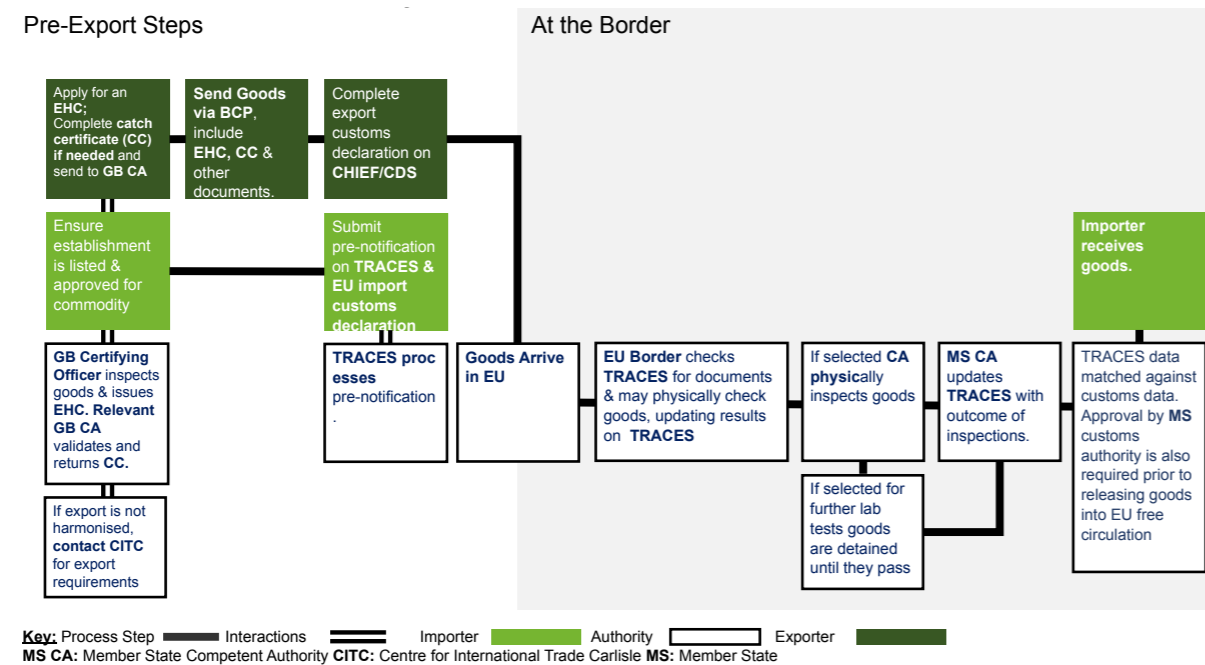 Pre-Export Steps
At the Border
Apply for an
EHC;
Complete catch
certificate (CC)
if needed and
send to GB CA
Send Goods
via BCP,
include
EHC, CC &
other
documents.
Complete
export
customs
declaration on
CHIEF/CDS
Ensure
establishment
is listed &
approved for
commodity
Submit
pre-notification
on TRACES &
EU import
customs
declaration
Importer
receives
goods.
GB Certifying
Officer inspects
goods & issues
EHC. Relevant
GB CA
validates and
returns CC.
TRACES proc
esses
pre-notification
.
Goods Arrive
in EU
EU Border checks
TRACES for documents
& may physically check
goods, updating results
on TRACES
If selected CA
physically
inspects goods
MS CA
updates
TRACES with
outcome of
inspections.
TRACES data
matched against
customs data.
Approval by MS
customs
authority is also
required prior to
releasing goods
into EU free
circulation
If export is not
harmonised,
contact CITC
for export
requirements
If selected for
further lab
tests goods
are detained
until they pass
Key: Process Step Interactions Importer Authority Exporter
MS CA: Member State Competent Authority CITC: Centre for International Trade Carlisle MS: Member State